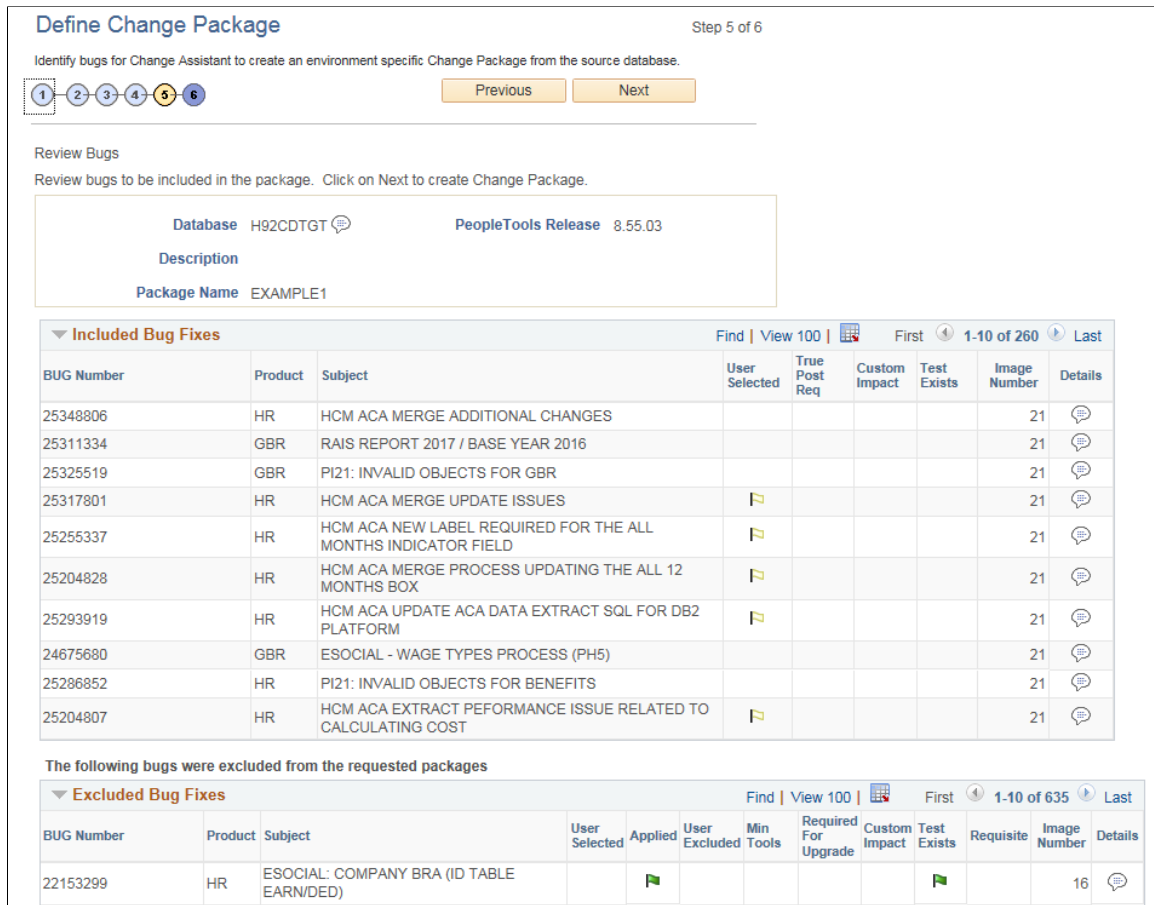 Define Change Package
Step 5 of 6
Identify bugs for Change Assistant to create an environment specific Change Package from the source database.
1 2 3 4 5 6
Previous Next
Review Bugs
Review bugs to be included in the package. Click on Next to create Change Package.
Database H92CDTGT PeopleTools Release 8.55.03
Description
Package Name EXAMPLE1
Included Bug Fixes Find | View 100 | First 1-10 of 260 Last
BUG Number Product Subject User Selected True Post Req Custom Impact Test Exists Image Number Details
25348806 HR HCM ACA MERGE ADDITIONAL CHANGES 21
25311334 GBR RAIS REPORT 2017 / BASE YEAR 2016 21
25325519 GBR PI21: INVALID OBJECTS FOR GBR 21
25317801 HR HCM ACA MERGE UPDATE ISSUES 21
25255337 HR HCM ACA NEW LABEL REQUIRED FOR THE ALL
MONTHS INDICATOR FIELD 21
25204828 HR HCM ACA MERGE PROCESS UPDATING THE ALL 12
MONTHS BOX 21
25293919 HR HCM ACA UPDATE ACA DATA EXTRACT SQL FOR DB2
PLATFORM 21
24675680 GBR ESOCIAL - WAGE TYPES PROCESS (PH5) 21
25286852 HR PI21: INVALID OBJECTS FOR BENEFITS 21
25204807 HR HCM ACA EXTRACT PEFORMANCE ISSUE RELATED TO
CALCULATING COST 21
The following bugs were excluded from the requested packages
Excluded Bug Fixes Find | View 100 | First 1-10 of 635 Last
BUG Number Product Subject User Selected Applied User Excluded Min Tools Required For Upgrade Custom Impact Test Exists Requisite Image Number Details
22153299 HR ESOCIAL: COMPANY BRA (ID TABLE
EARN/DED) 16